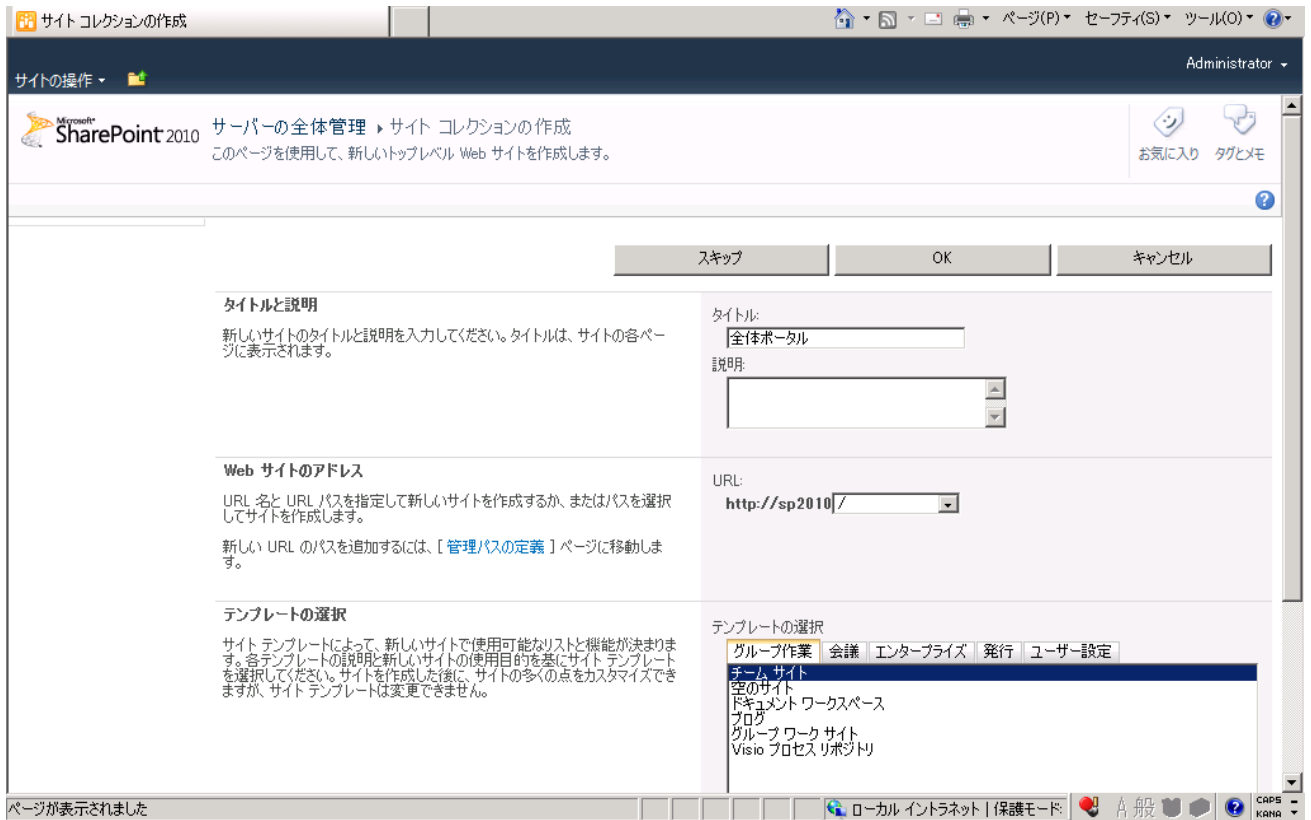 サイト コレクションの作成
ページ(P) セーフティ(S) ツール(O)
Administrator
サイトの操作
Microsoft SharePoint 2010
サーバーの全体管理 サイト コレクションの作成
このページを使用して、新しいトップレベル Web サイトを作成します。
お気に入り タグとメモ
スキップ OK キャンセル
タイトルと説明
新しいサイトのタイトルと説明を入力してください。タイトルは、サイトの各ペー
ジに表示されます。
タイトル:
全体ポータル
説明:
Web サイトのアドレス
URL 名と URL パスを指定して新しいサイトを作成するか、またはパスを選択
してサイトを作成します。
新しい URL のパスを追加するには、[ 管理パスの定義 ] ページに移動しま
す。
URL:
http://sp2010 /
テンプレートの選択
サイト テンプレートによって、新しいサイトで使用可能なリストと機能が決まりま
す。各テンプレートの説明と新しいサイトの使用目的を基にサイト テンプレート
を選択してください。サイトを作成した後に、サイトの多くの点をカスタマイズでき
ますが、サイト テンプレートは変更できません。
テンプレートの選択
グループ作業 会議 エンタープライズ 発行 ユーザー設定
チーム サイト
空のサイト
ドキュメント ワークスペース
ブログ
グループ ワーク サイト
Visio プロセス リポジトリ
ページが表示されました
ローカル イントラネット | 保護モード:
A 般
CAPS
KANA